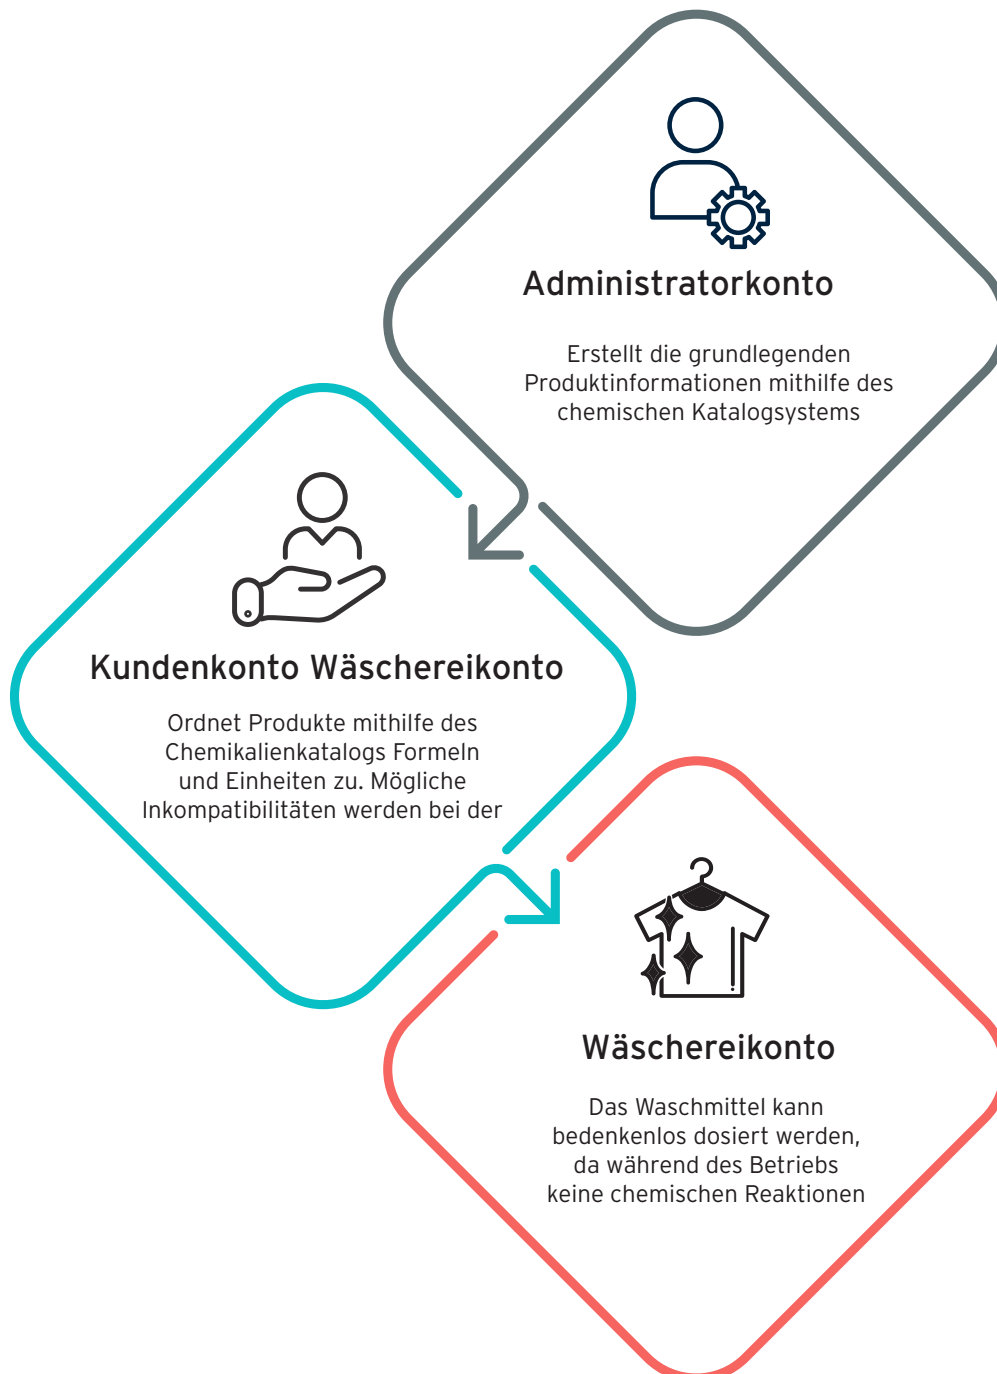 Administratorkonto
Erstellt die grundlegenden
Produktinformationen mithilfe des
chemischen Katalogsystems
Kundenkonto Wäschereikonto
Ordnet Produkte mithilfe des
Chemikalienkatalogs Formeln
und Einheiten zu. Mögliche
Inkompatibilitäten werden bei der
Wäschereikonto
Das Waschmittel kann
bedenkenlos dosiert werden,
da während des Betriebs
keine chemischen Reaktionen